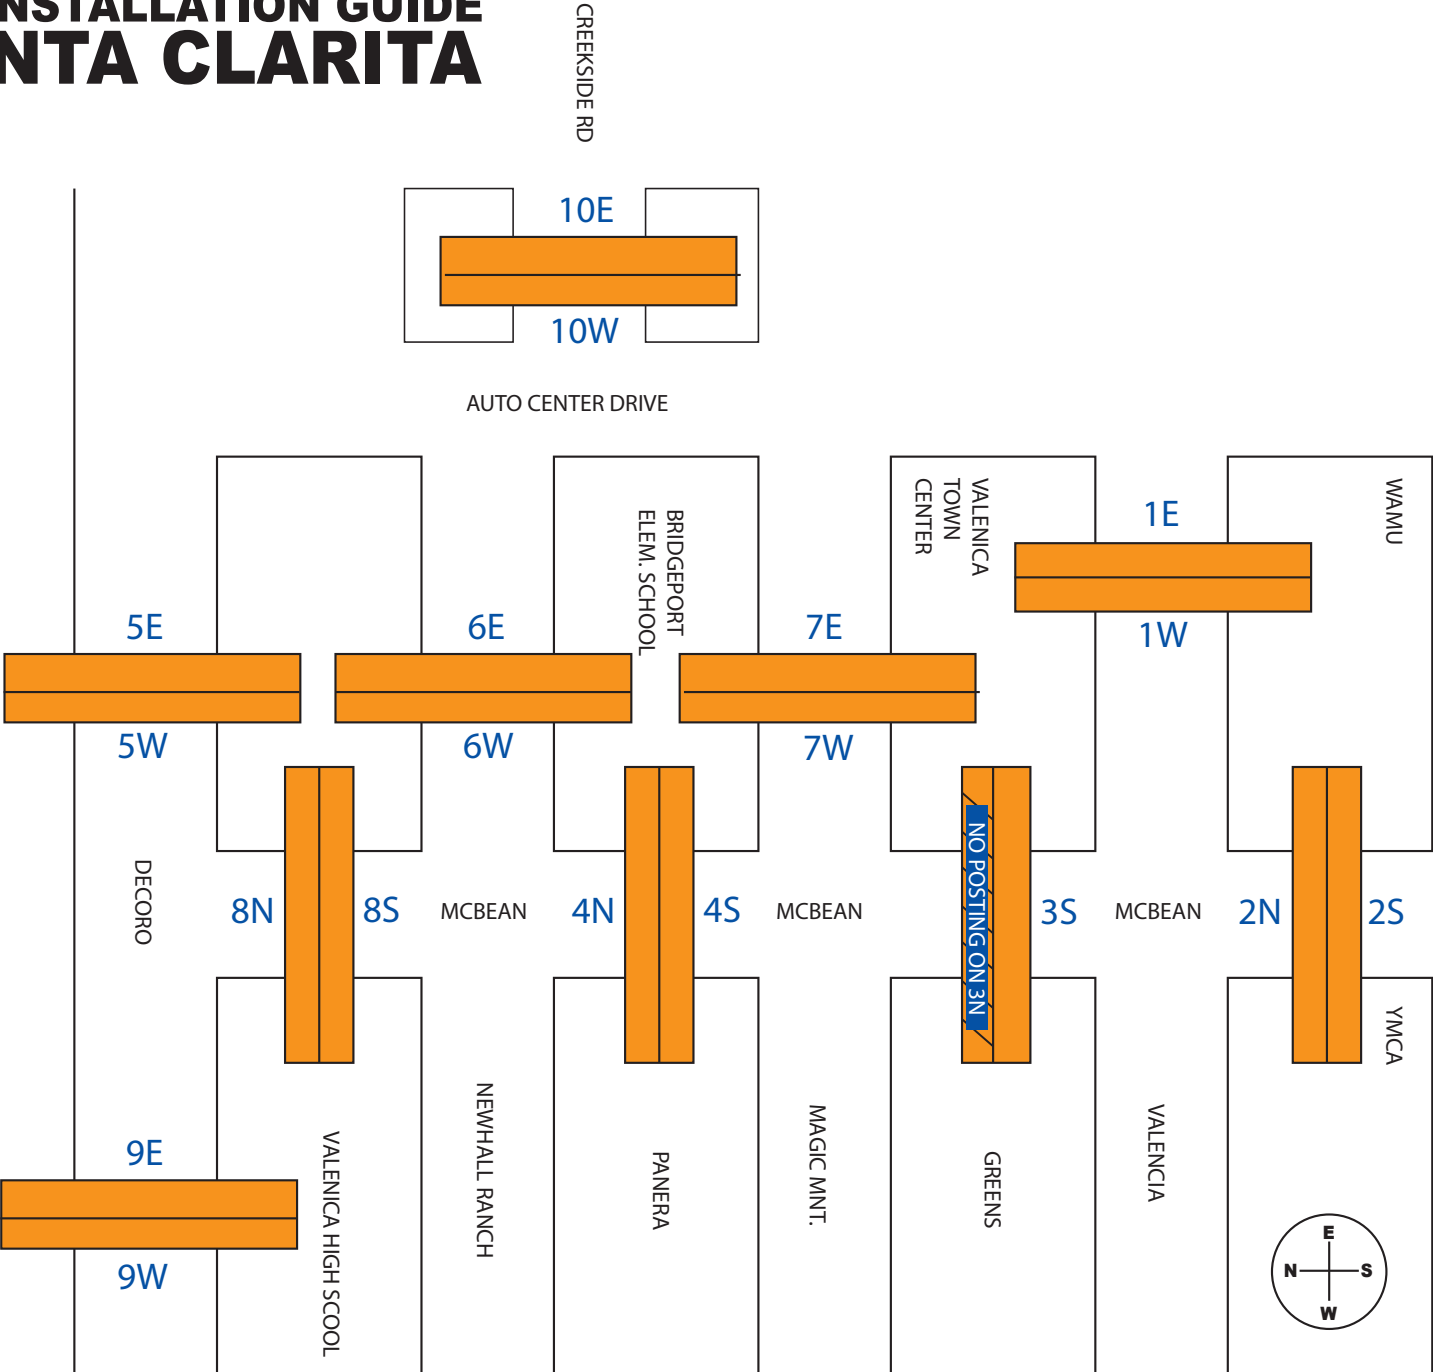 NSTALLATION GUIDE
NTA CLARITA
CREEKSIDE RD
10E
10W
AUTO CENTER DRIVE
VALENICA
TOWN
CENTER
WAMU
1E
1W
BRIDGEPORT
ELEM. SCHOOL
5E
6E
7E
5W
6W
7W
DECORO
8N
8S
MCBEAN
4N
4S
MCBEAN
NO POSTING ON 3N
3S
MCBEAN
2N
2S
YMCA
9E
9W
VALENICA HIGH SCOOL
NEWHALL RANCH
PANERA
MAGIC MNT.
GREENS
VALENCIA
E
N S
W